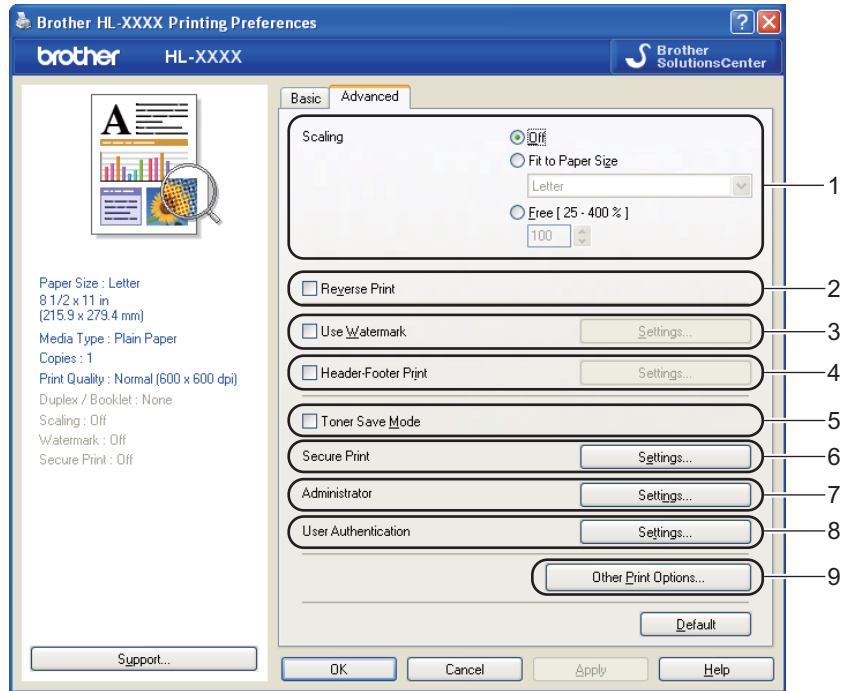 Brother HL-XXXX Printing Preferences
brother HL-XXXX
Brother
SolutionsCenter
Basic
Advanced
A
Scaling
Off
Fit to Paper Size
Letter
1
Free [ 25 - 400 % ]
100
Paper Size : Letter
8 1/2 x 11 in
(215.9 x 279.4 mm)
Media Type : Plain Paper
Copies : 1
Print Quality : Normal (600 x 600 dpi)
Duplex / Booklet : None
Scaling : Off
Watermark : Off
Secure Print : Off
Reverse Print
2
Use Watermark
Settings...
3
Header-Footer Print
Settings...
4
Toner Save Mode
5
Secure Print
Settings...
6
Administrator
Settings...
7
User Authentication
Settings...
8
Other Print Options...
9
Default
Support...
OK
Cancel
Apply
Help